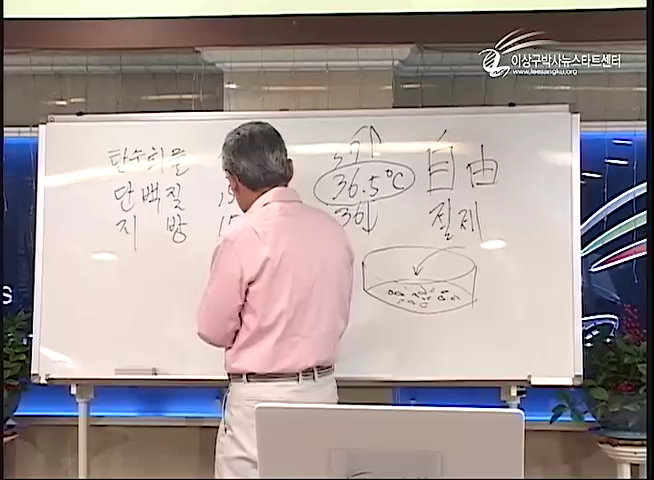 이상구박사뉴스타트센터
www.leesangku.org
탄수화물
단백질
지 방
37↑
36.5℃
36↓
自由
절제